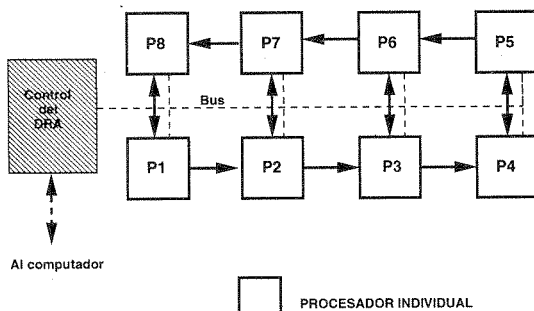 P8
P7
P6
P5
Control
del
DRA
Bus
P1
P2
P3
P4
Al computador
PROCESADOR INDIVIDUAL